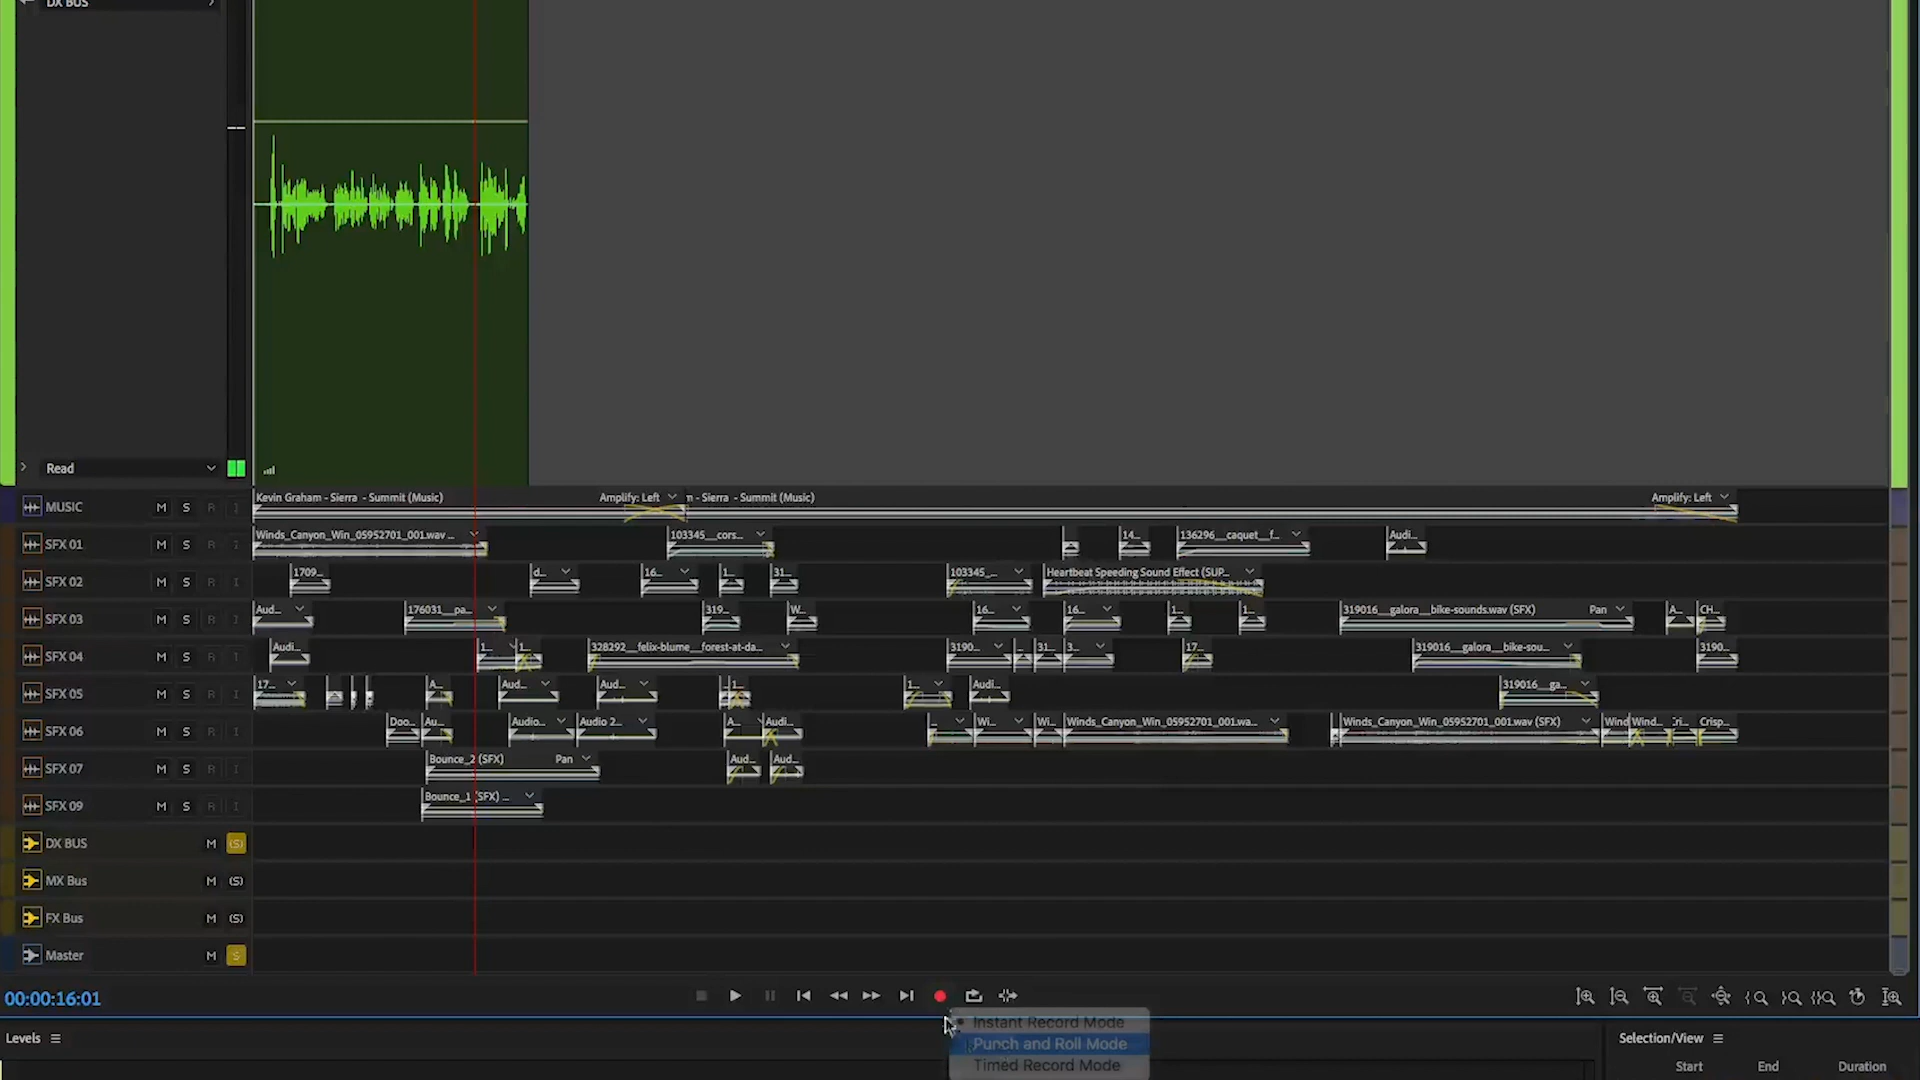 DX BUS
Read
MUSIC M S R I Kevin Graham - Sierra - Summit (Music) Amplify: Left - Sierra - Summit (Music) Amplify: Left
SFX 01 M S R I Winds_Canyon_Win_05952701_001.wav ... 103345__cors... 14... 136296__caquet__f... Audi...
SFX 02 M S R I 1709... d... 16... 1... 31... 103345_... Heartbeat Speeding Sound Effect (SUP...
SFX 03 M S R I Aud... 176031__pa... 319... W... 16... 16... 1... 1... 319016__galora__bike-sounds.wav (SFX) Pan A... CH...
SFX 04 M S R I Audi... 1... 1... 328292__felix-blume__forest-at-da... 3190... ... 31... 3... 17... 319016__galora__bike-sou... 3190...
SFX 05 M S R I 17... A... Aud... Aud... 1... 1... Audi... 319016__ga...
SFX 06 M S R I Doo... Au... Audio... Audio 2... A... Audi... Wi... Wi... Winds_Canyon_Win_05952701_001.wa... Winds_Canyon_Win_05952701_001.wav (SFX) Wind Wind... Cri... Crisp...
SFX 07 M S R I Bounce_2 (SFX) Pan Aud... Aud...
SFX 09 M S R I Bounce_1 (SFX) ...
DX BUS M (S)
MX Bus M (S)
FX Bus M (S)
Master M S
00:00:16:01
Instant Record Mode
Punch and Roll Mode
Timed Record Mode
Levels
Selection/View
Start End Duration